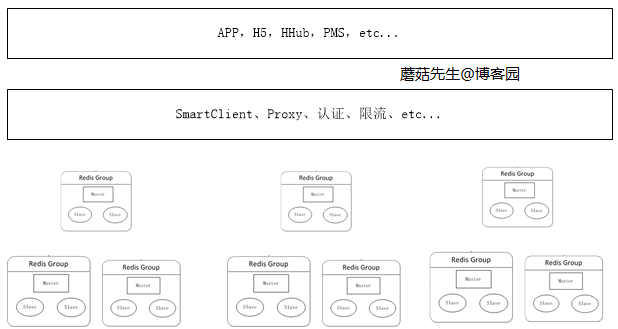 APP, H5, HHub, PMS, etc...
蘑菇先生@博客园
SmartClient、Proxy、认证、限流、etc...
Redis Group
Master
Slave Slave
Redis Group
Master
Slave Slave
Redis Group
Master
Slave Slave
Redis Group
Master
Slave Slave
Redis Group
Master
Slave Slave
Redis Group
Master
Slave Slave
Redis Group
Master
Slave Slave
Redis Group
Master
Slave Slave
Redis Group
Master
Slave Slave